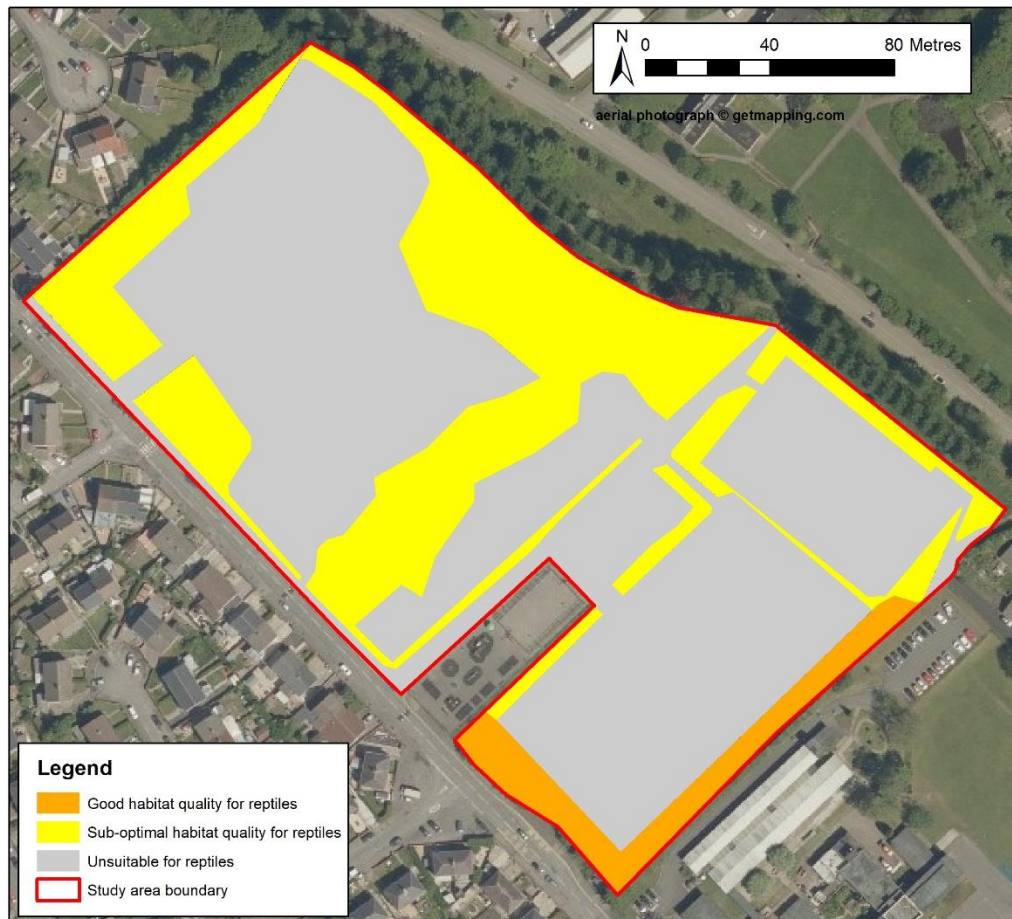 N
0 40 80 Metres
aerial photograph © getmapping.com
Legend
Good habitat quality for reptiles
Sub-optimal habitat quality for reptiles
Unsuitable for reptiles
Study area boundary